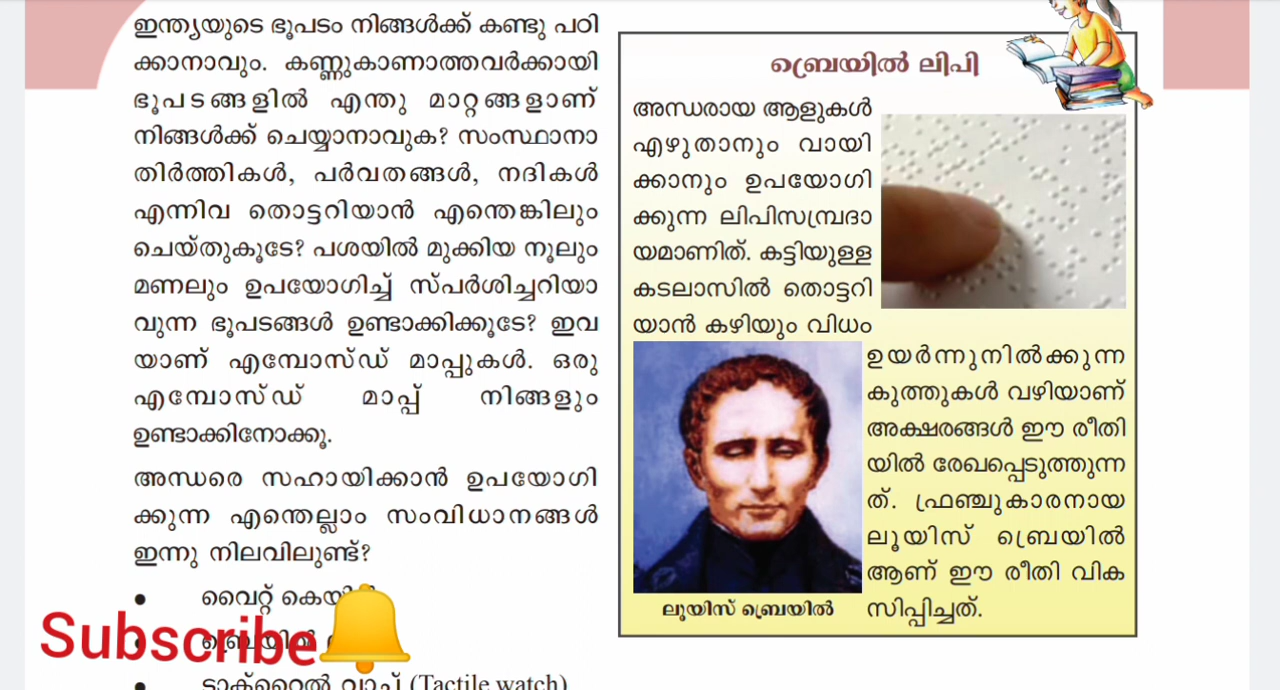 ഇന്ത്യയുടെ ഭൂപടം നിങ്ങൾക്ക് കണ്ടു പഠി
ക്കാനാവും. കണ്ണുകാണാത്തവർക്കായി
ഭൂപടങ്ങളിൽ എന്തു മാറ്റങ്ങളാണ്
നിങ്ങൾക്ക് ചെയ്യാനാവുക? സംസ്ഥാനാ
തിർത്തികൾ, പർവതങ്ങൾ, നദികൾ
എന്നിവ തൊട്ടറിയാൻ എന്തെങ്കിലും
ചെയ്തുകൂടേ? പശയിൽ മുക്കിയ നൂലും
മണലും ഉപയോഗിച്ച് സ്പർശിച്ചറിയാ
വുന്ന ഭൂപടങ്ങൾ ഉണ്ടാക്കിക്കൂടേ? ഇവ
യാണ് എമ്പോസ്ഡ് മാപ്പുകൾ. ഒരു
എമ്പോസ്ഡ് മാപ്പ് നിങ്ങളും
ഉണ്ടാക്കിനോക്കൂ.
അന്ധരെ സഹായിക്കാൻ ഉപയോഗി
ക്കുന്ന എന്തെല്ലാം സംവിധാനങ്ങൾ
ഇന്നു നിലവിലുണ്ട്?
• വൈറ്റ് കെയിൻ
• ബ്രെയിൽ
• ടാക്റ്റൈൽ വാച്ച് (Tactile watch)
Subscribe
ബ്രെയിൽ ലിപി
അന്ധരായ ആളുകൾ
എഴുതാനും വായി
ക്കാനും ഉപയോഗി
ക്കുന്ന ലിപിസമ്പ്രദാ
യമാണിത്. കട്ടിയുള്ള
കടലാസിൽ തൊട്ടറി
യാൻ കഴിയും വിധം
ഉയർന്നുനിൽക്കുന്ന
കുത്തുകൾ വഴിയാണ്
അക്ഷരങ്ങൾ ഈ രീതി
യിൽ രേഖപ്പെടുത്തുന്ന
ത്. ഫ്രഞ്ചുകാരനായ
ലൂയിസ് ബ്രെയിൽ
ആണ് ഈ രീതി വിക
സിപ്പിച്ചത്.
ലൂയിസ് ബ്രെയിൽ